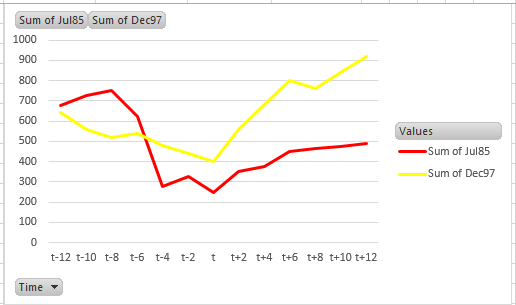 Sum of Jul85 Sum of Dec97
1000
900
800
700
600
500
400
300
200
100
0
t-12 t-10 t-8 t-6 t-4 t-2 t t+2 t+4 t+6 t+8 t+10 t+12
Values
Sum of Jul85
Sum of Dec97
Time